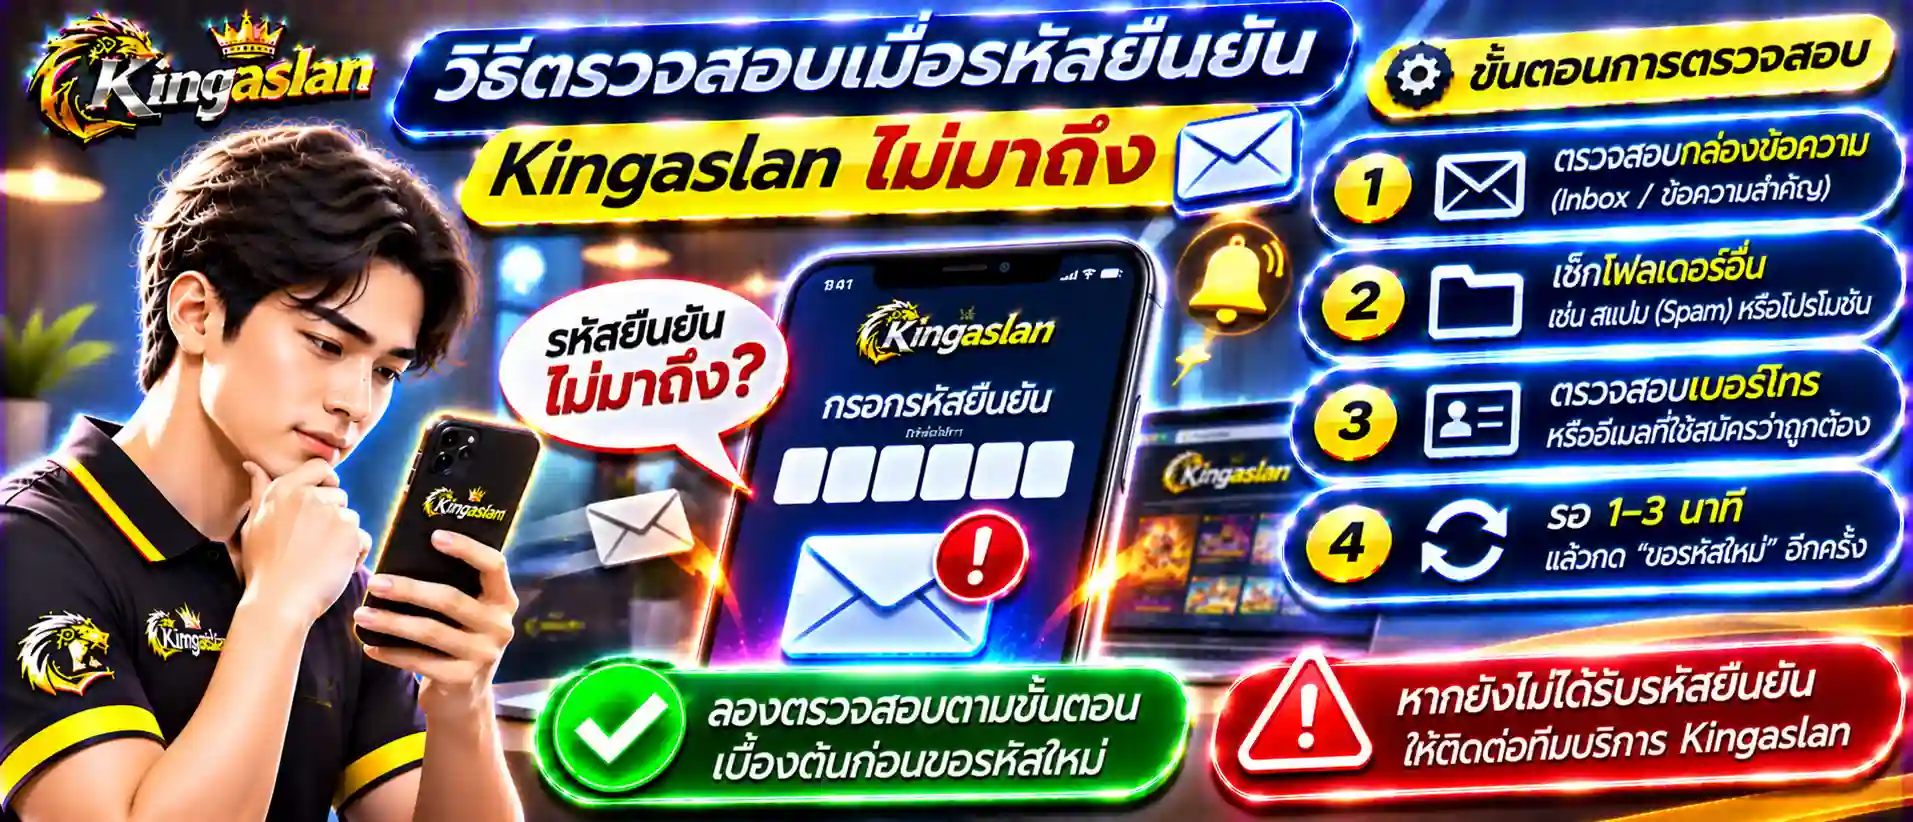 Kingaslan
วิธีตรวจสอบเมื่อรหัสยืนยัน
Kingaslan ไม่มาถึง
รหัสยืนยัน
ไม่มาถึง?
9:41
Kingaslan
กรอกรหัสยืนยัน
Kingaslan
Kingaslan
Kingaslan
ขั้นตอนการตรวจสอบ
1
ตรวจสอบกล่องข้อความ
(Inbox / ข้อความสำคัญ)
2
เช็กโฟลเดอร์อื่น
เช่น สแปม (Spam) หรือโปรโมชัน
3
ตรวจสอบเบอร์โทร
หรืออีเมลที่ใช้สมัครว่าถูกต้อง
4
รอ 1-3 นาที
แล้วกด “ขอรหัสใหม่” อีกครั้ง
ลองตรวจสอบตามขั้นตอน
เบื้องต้นก่อนขอรหัสใหม่
หากยังไม่ได้รับรหัสยืนยัน
ให้ติดต่อทีมบริการ Kingaslan